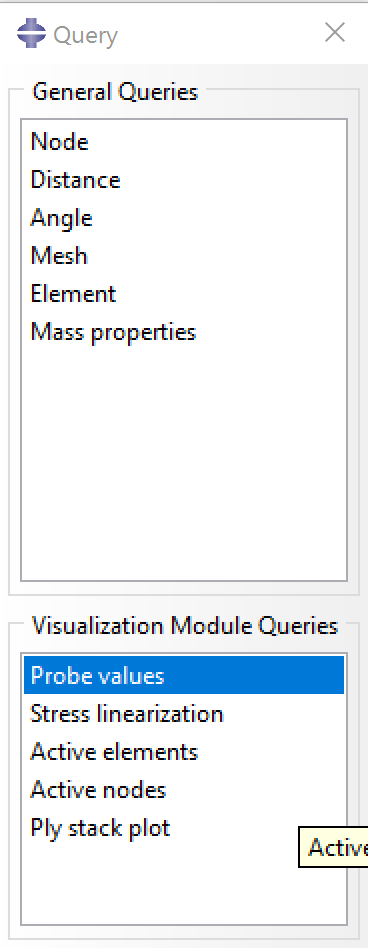 Query
General Queries
Node
Distance
Angle
Mesh
Element
Mass properties
Visualization Module Queries
Probe values
Stress linearization
Active elements
Active nodes
Ply stack plot
Active